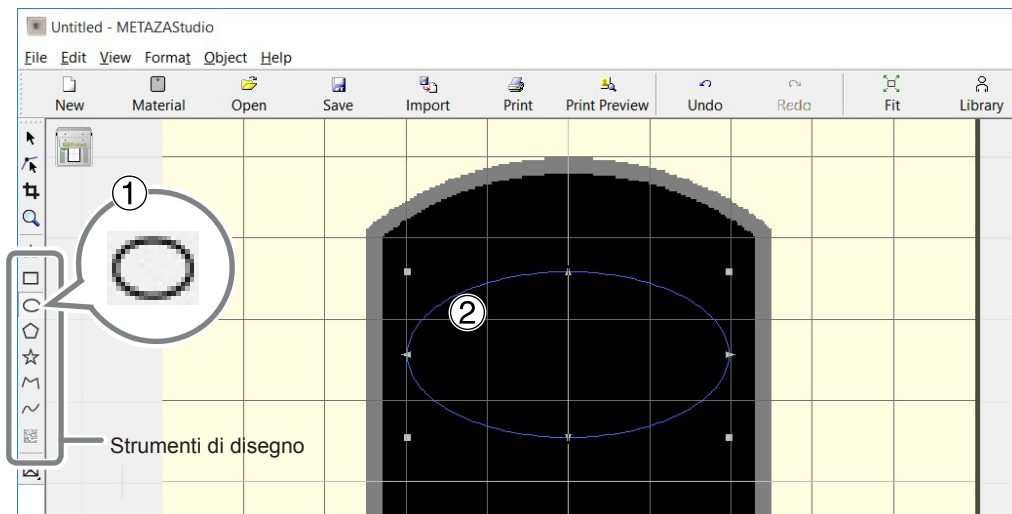 Untitled - METAZAStudio
File Edit View Format Object Help
New Material Open Save Import Print Print Preview Undo Redo Fit Library
1
2
Strumenti di disegno